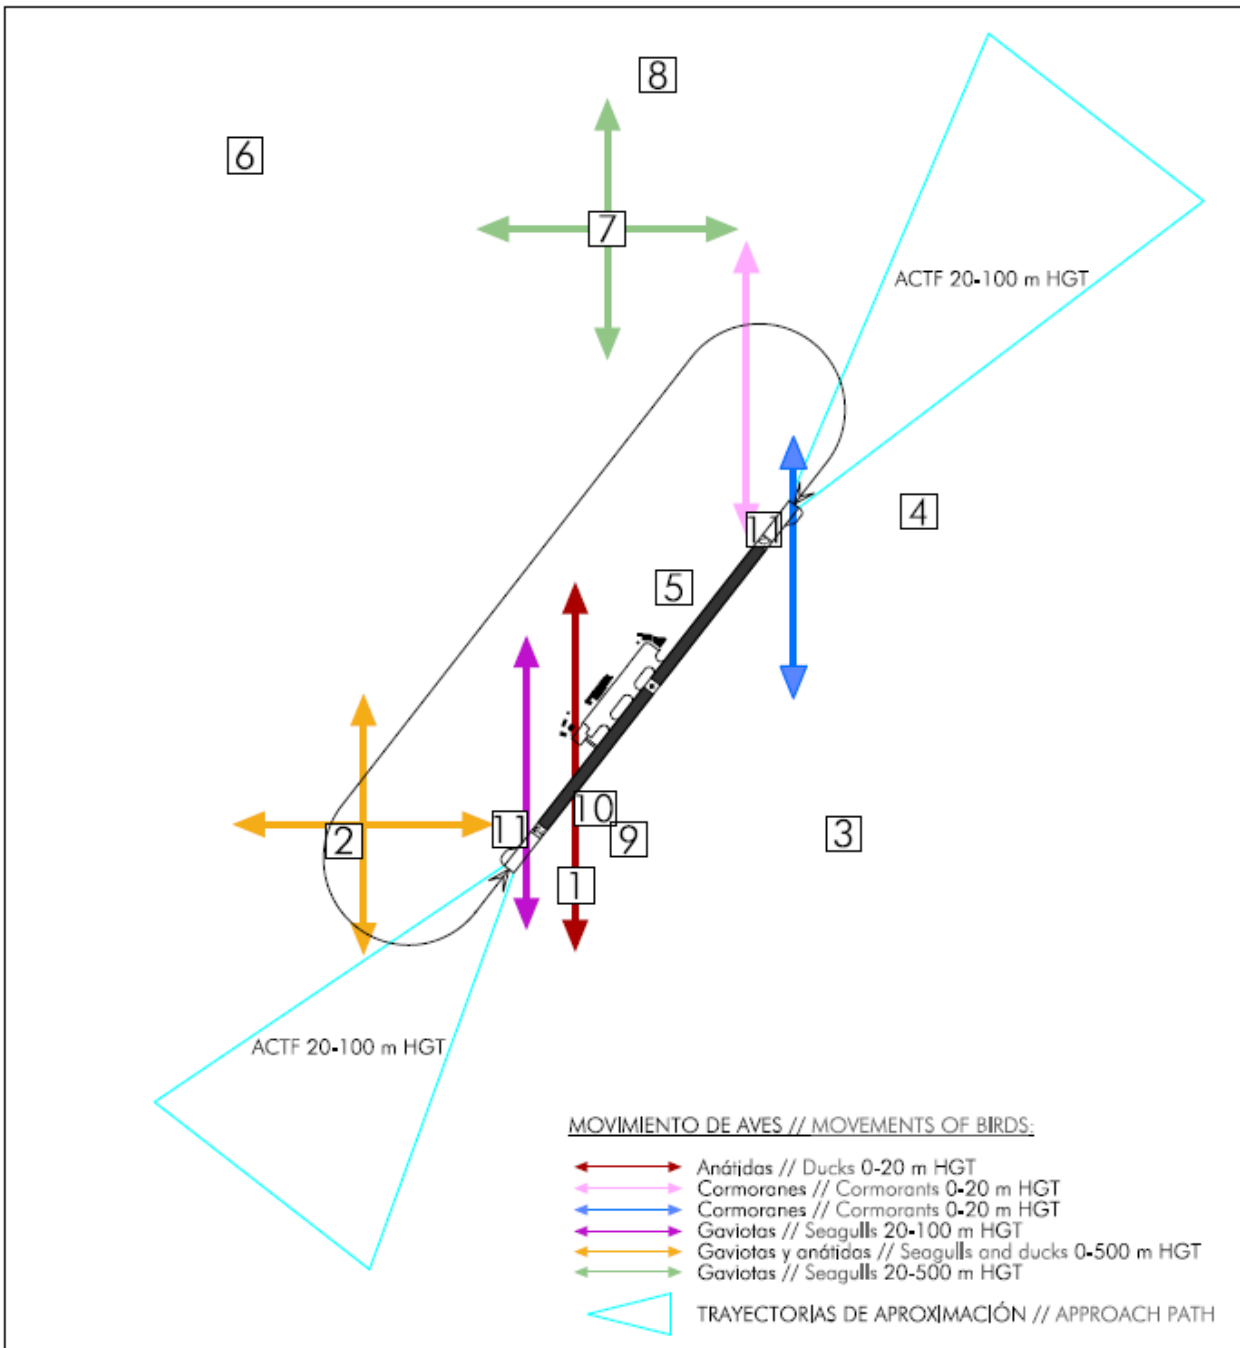 8
6
7
ACTF 20-100 m HGT
4
11
5
10
11
9
3
2
1
ACTF 20-100 m HGT
MOVIMIENTO DE AVES // MOVEMENTS OF BIRDS:
Anátidas // Ducks 0-20 m HGT
Cormoranes // Cormorants 0-20 m HGT
Cormoranes // Cormorants 0-20 m HGT
Gaviotas // Seagulls 20-100 m HGT
Gaviotas y anátidas // Seagulls and ducks 0-500 m HGT
Gaviotas // Seagulls 20-500 m HGT
TRAYECTORIAS DE APROXIMACIÓN // APPROACH PATH